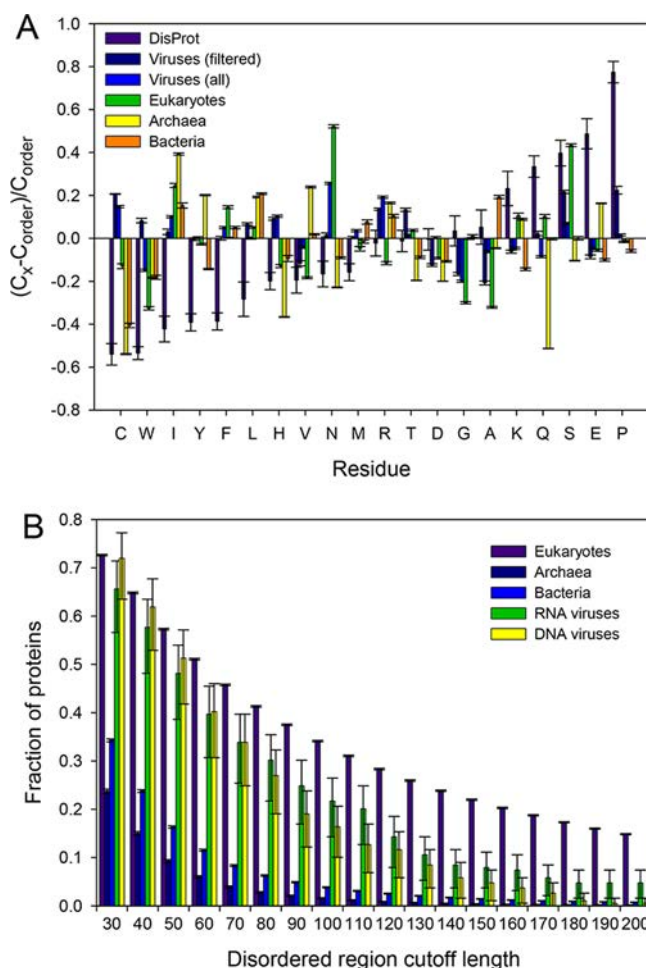 A
1.0
0.8
0.6
0.4
0.2
0.0
-0.2
-0.4
-0.6
-0.8
(Cx-Corder)/Corder
DisProt
Viruses (filtered)
Viruses (all)
Eukaryotes
Archaea
Bacteria
C W I Y F L H V N M R T D G A K Q S E P
Residue
B
0.8
0.7
0.6
0.5
0.4
0.3
0.2
0.1
0.0
Fraction of proteins
Eukaryotes
Archaea
Bacteria
RNA viruses
DNA viruses
30 40 50 60 70 80 90 100 110 120 130 140 150 160 170 180 190 200
Disordered region cutoff length